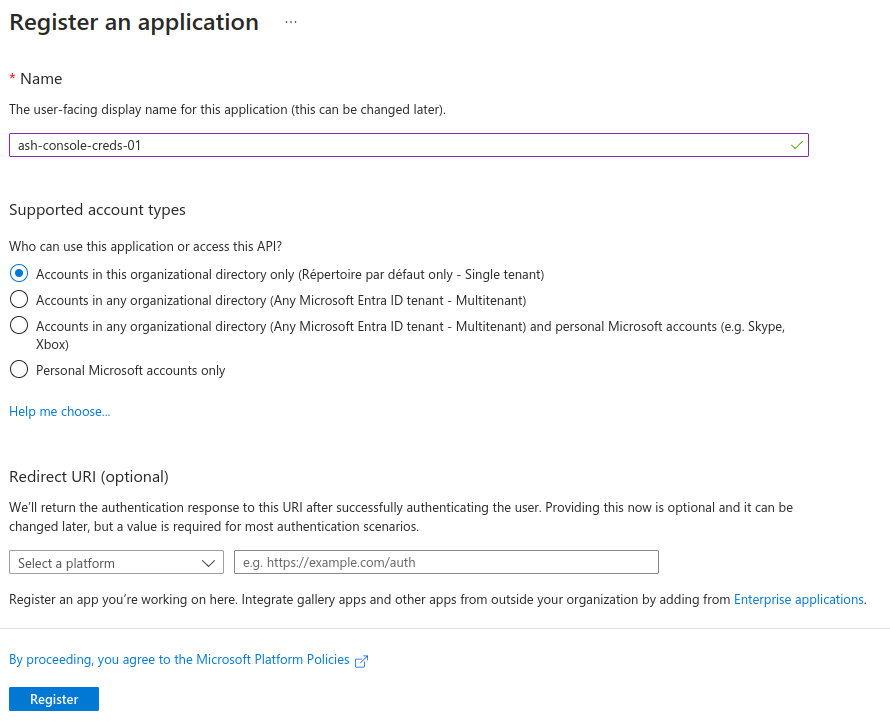 Register an application ...
* Name
The user-facing display name for this application (this can be changed later).
ash-console-creds-01
Supported account types
Who can use this application or access this API?
Accounts in this organizational directory only (Répertoire par défaut only - Single tenant)
Accounts in any organizational directory (Any Microsoft Entra ID tenant - Multitenant)
Accounts in any organizational directory (Any Microsoft Entra ID tenant - Multitenant) and personal Microsoft accounts (e.g. Skype,
Xbox)
Personal Microsoft accounts only
Help me choose...
Redirect URI (optional)
We'll return the authentication response to this URI after successfully authenticating the user. Providing this now is optional and it can be
changed later, but a value is required for most authentication scenarios.
Select a platform
e.g. https://example.com/auth
Register an app you're working on here. Integrate gallery apps and other apps from outside your organization by adding from Enterprise applications.
By proceeding, you agree to the Microsoft Platform Policies
Register